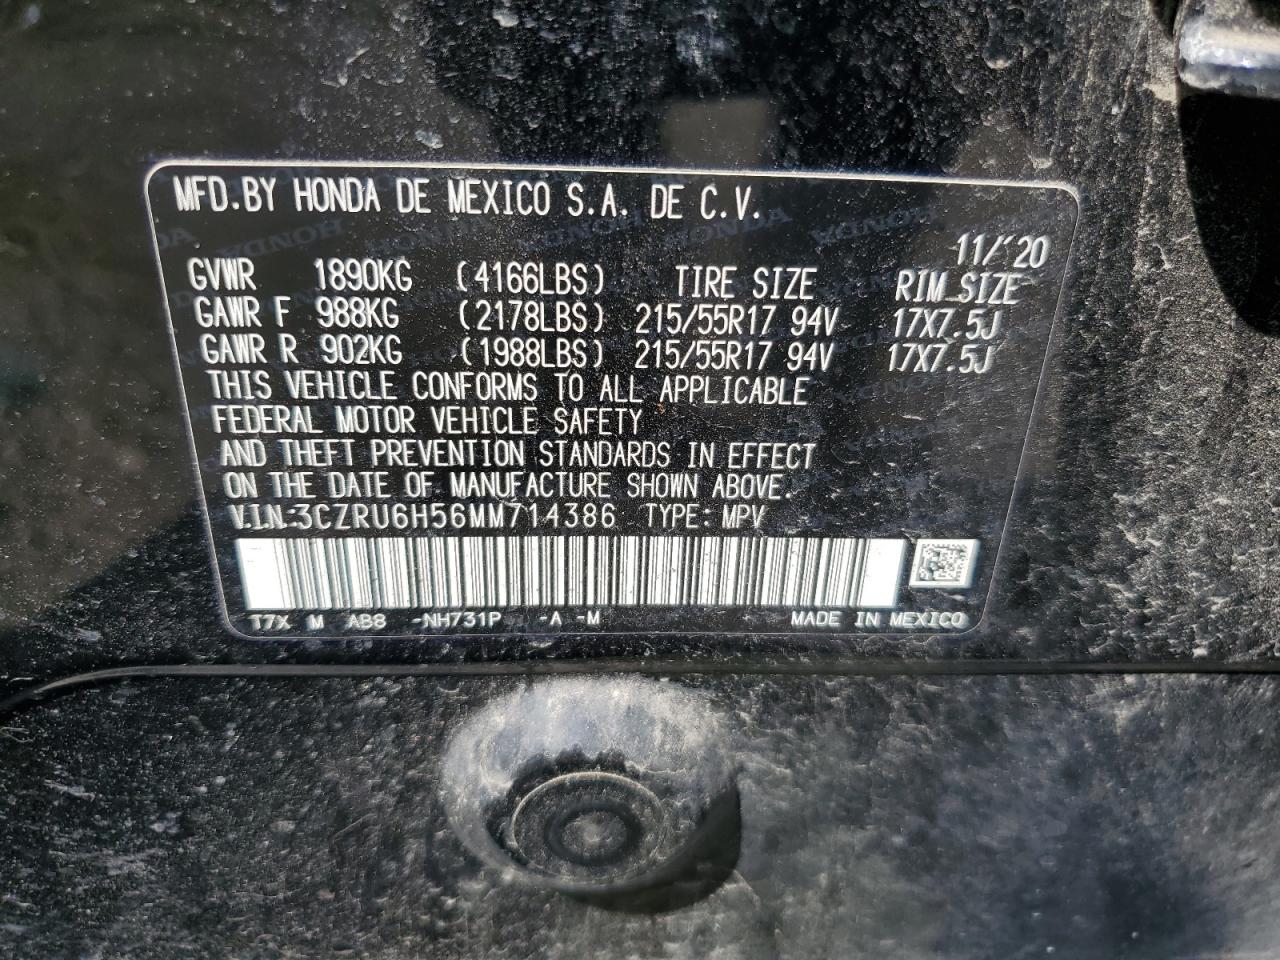 MFD.BY HONDA DE MEXICO S.A. DE C.V.
11/'20
GVWR 1890KG (4166LBS) TIRE SIZE RIM SIZE
GAWR F 988KG (2178LBS) 215/55R17 94V 17X7.5J
GAWR R 902KG (1988LBS) 215/55R17 94V 17X7.5J
THIS VEHICLE CONFORMS TO ALL APPLICABLE
FEDERAL MOTOR VEHICLE SAFETY
AND THEFT PREVENTION STANDARDS IN EFFECT
ON THE DATE OF MANUFACTURE SHOWN ABOVE.
V.I.N:3CZRU6H56MM714386 TYPE: MPV
T7X M AB8 -NH731P -A -M MADE IN MEXICO